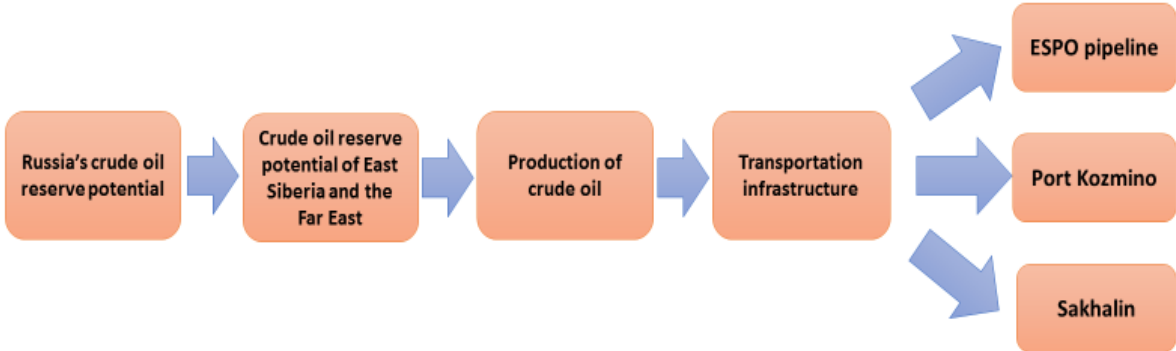 Russia's crude oil
reserve potential
Crude oil reserve
potential of East
Siberia and the
Far East
Production of
crude oil
Transportation
infrastructure
ESPO pipeline
Port Kozmino
Sakhalin